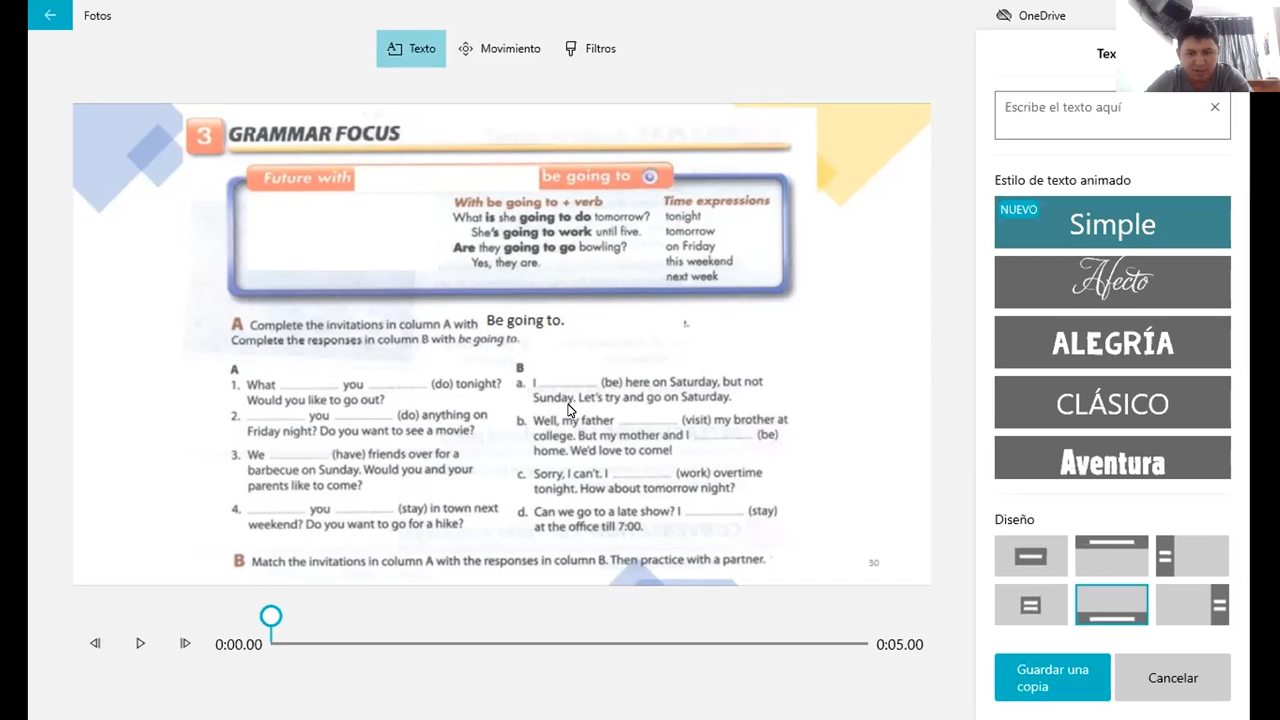 Fotos
OneDrive
Texto
Movimiento
Filtros
Tex
Escribe el texto aquí
Estilo de texto animado
NUEVO
Simple
Afecto
ALEGRÍA
CLÁSICO
Aventura
Diseño
Guardar una
copia
Cancelar
3 GRAMMAR FOCUS
Future with be going to
With be going to + verb
What is she going to do tomorrow?
She's going to work until five.
Are they going to go bowling?
Yes, they are.
Time expressions
tonight
tomorrow
on Friday
this weekend
next week
A Complete the invitations in column A with Be going to.
Complete the responses in column B with be going to.
A
1. What ________ you ________ (do) tonight?
Would you like to go out?
2. ________ you ________ (do) anything on
Friday night? Do you want to see a movie?
3. We ________ (have) friends over for a
barbecue on Sunday. Would you and your
parents like to come?
4. ________ you ________ (stay) in town next
weekend? Do you want to go for a hike?
B
a. I ________ (be) here on Saturday, but not
Sunday. Let's try and go on Saturday.
b. Well, my father ________ (visit) my brother at
college. But my mother and I ________ (be)
home. We'd love to come!
c. Sorry, I can't. I ________ (work) overtime
tonight. How about tomorrow night?
d. Can we go to a late show? I ________ (stay)
at the office till 7:00.
B Match the invitations in column A with the responses in column B. Then practice with a partner.
30
0:00.00
0:05.00